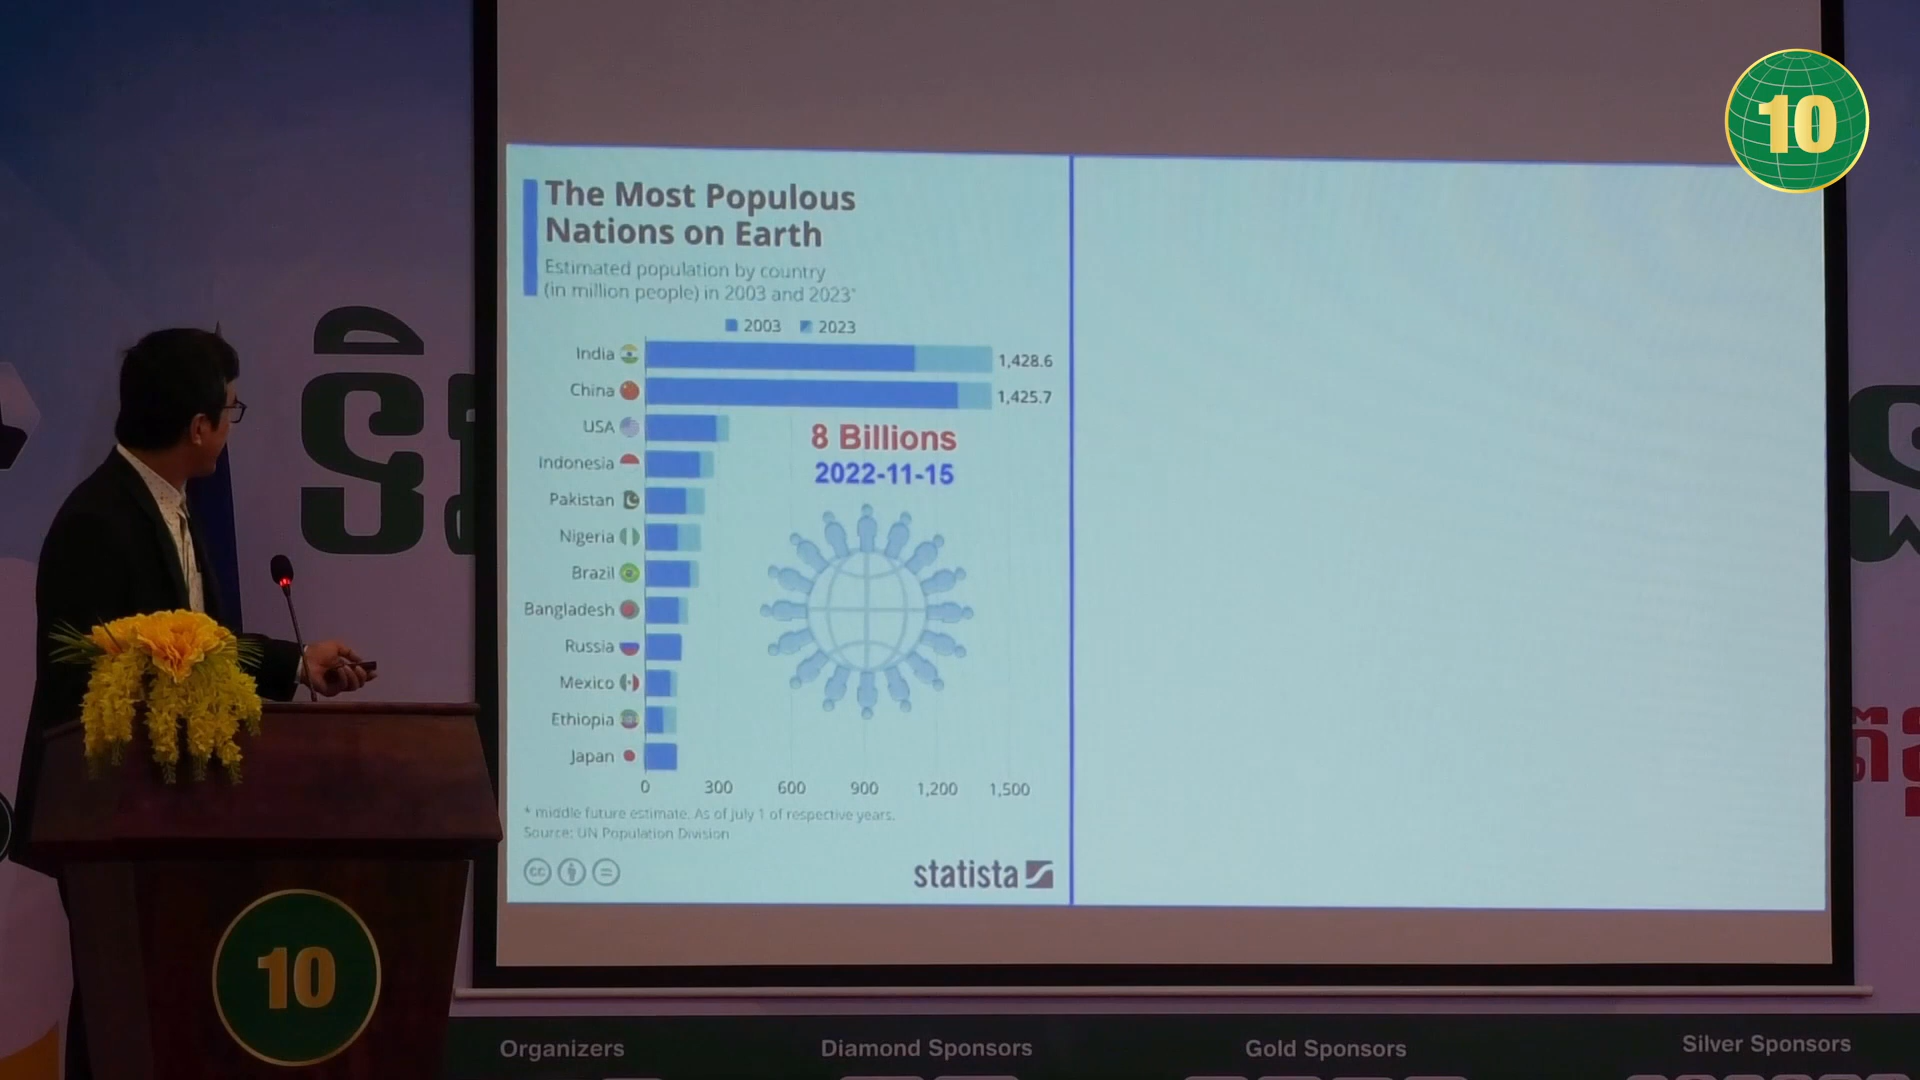 10
The Most Populous
Nations on Earth
Estimated population by country
(in million people) in 2003 and 2023*
2003 2023
India 1,428.6
China 1,425.7
USA
Indonesia
Pakistan
Nigeria
Brazil
Bangladesh
Russia
Mexico
Ethiopia
Japan
8 Billions
2022-11-15
0 300 600 900 1,200 1,500
* middle future estimate. As of July 1 of respective years.
Source: UN Population Division
cc
statista
10
Organizers Diamond Sponsors Gold Sponsors Silver Sponsors